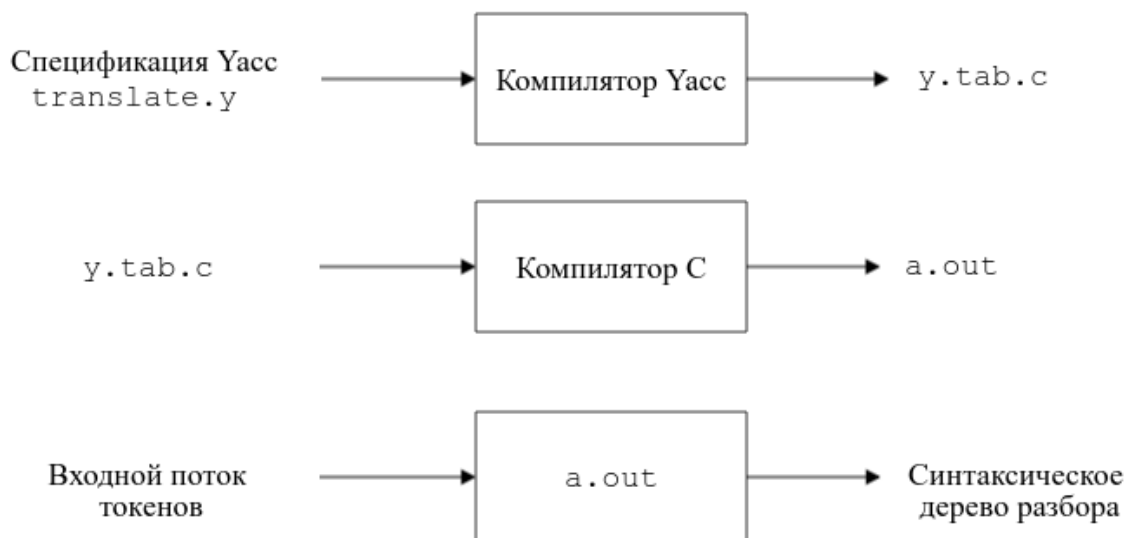 Спецификация Yacc
translate.y
Компилятор Yacc
y.tab.c
y.tab.c
Компилятор C
a.out
Входной поток
токенов
a.out
Синтаксическое
дерево разбора